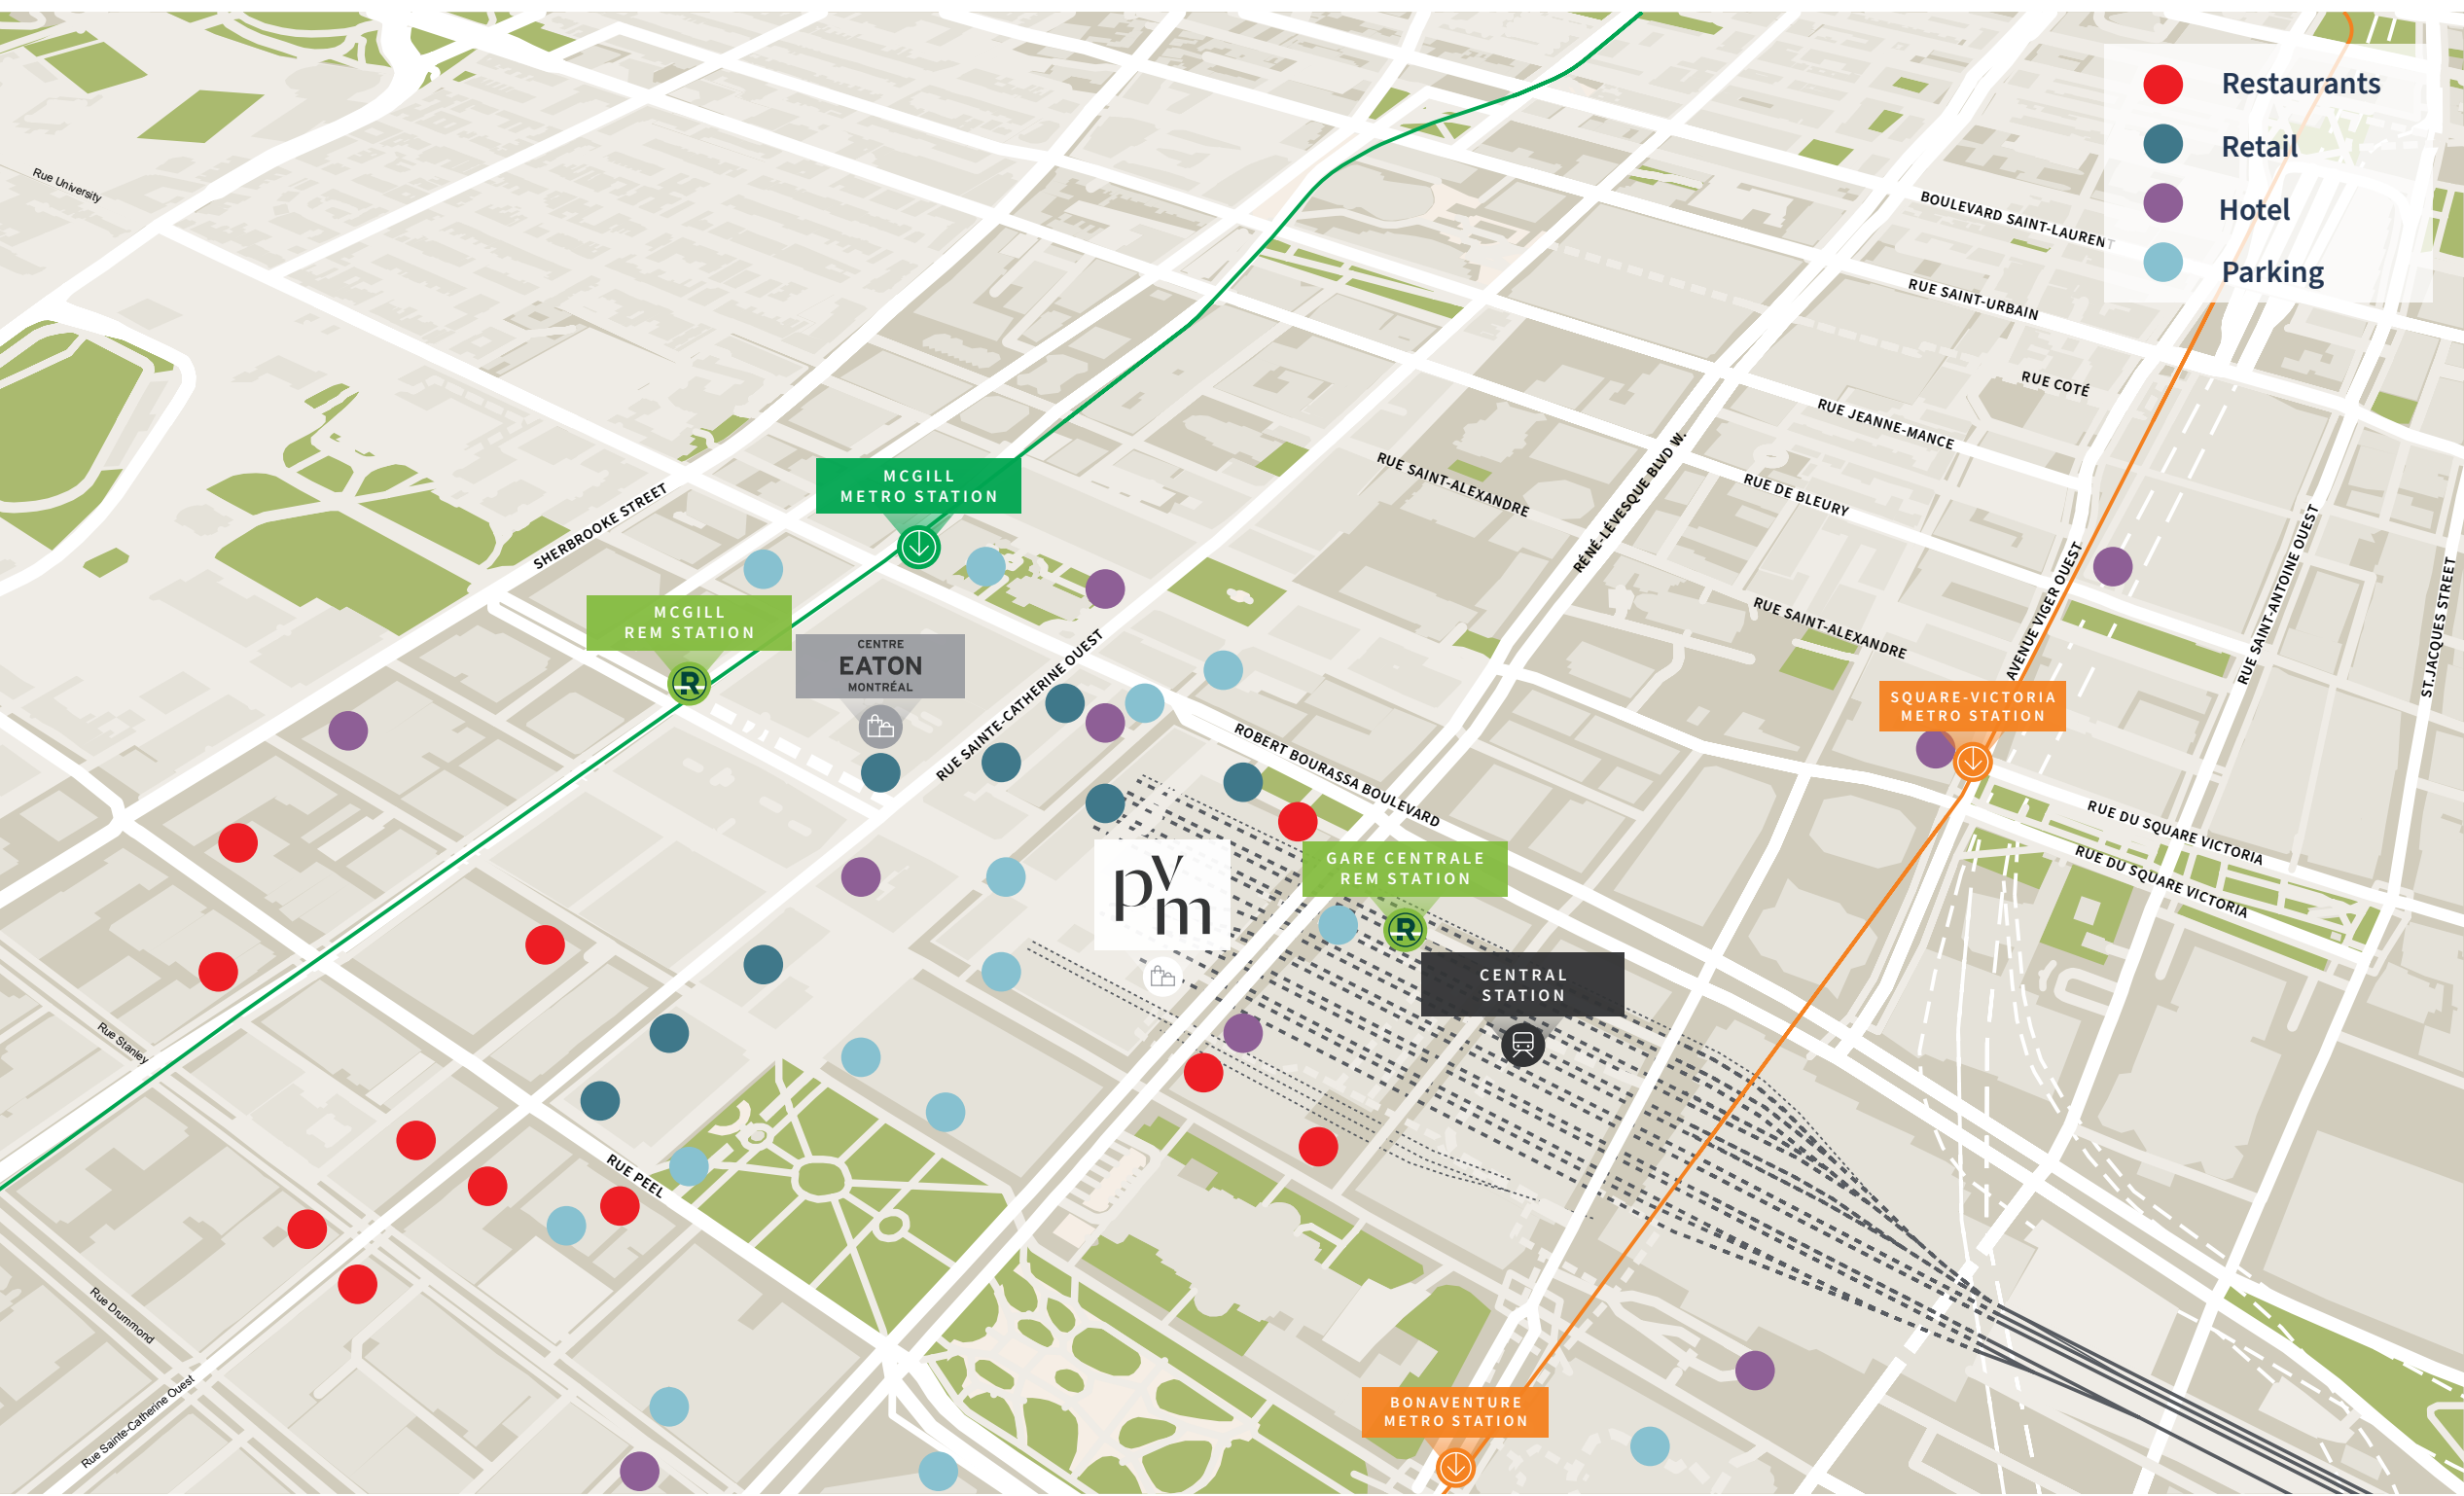 Restaurants
Retail
Hotel
Parking
Rue University
BOULEVARD SAINT-LAURENT
RUE SAINT-URBAIN
RUE COTÉ
RUE JEANNE-MANCE
RUE SAINT-ALEXANDRE
RÉNÉ-LÉVESQUE BLVD W.
RUE DE BLEURY
MCGILL
METRO STATION
SHERBROOKE STREET
AVENUE VIGER OUEST
RUE SAINT-ANTOINE OUEST
ST.JACQUES STREET
MCGILL
REM STATION
R
CENTRE
EATON
MONTRÉAL
RUE SAINTE-CATHERINE OUEST
RUE SAINT-ALEXANDRE
SQUARE-VICTORIA
METRO STATION
ROBERT BOURASSA BOULEVARD
RUE DU SQUARE VICTORIA
RUE DU SQUARE VICTORIA
pvm
GARE CENTRALE
REM STATION
R
CENTRAL
STATION
Rue Stanley
RUE PEEL
Rue Drummond
Rue Sainte-Catherine Ouest
BONAVENTURE
METRO STATION